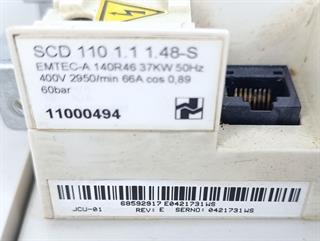 SCD 110 1.1 1.48-S
EMTEC-A 140R46 37KW 50Hz
400V 2950/min 66A cos 0,89
60bar
11000494
68592917 E0421731WS
JCU-01 REV: E SERNO: 0421731WS